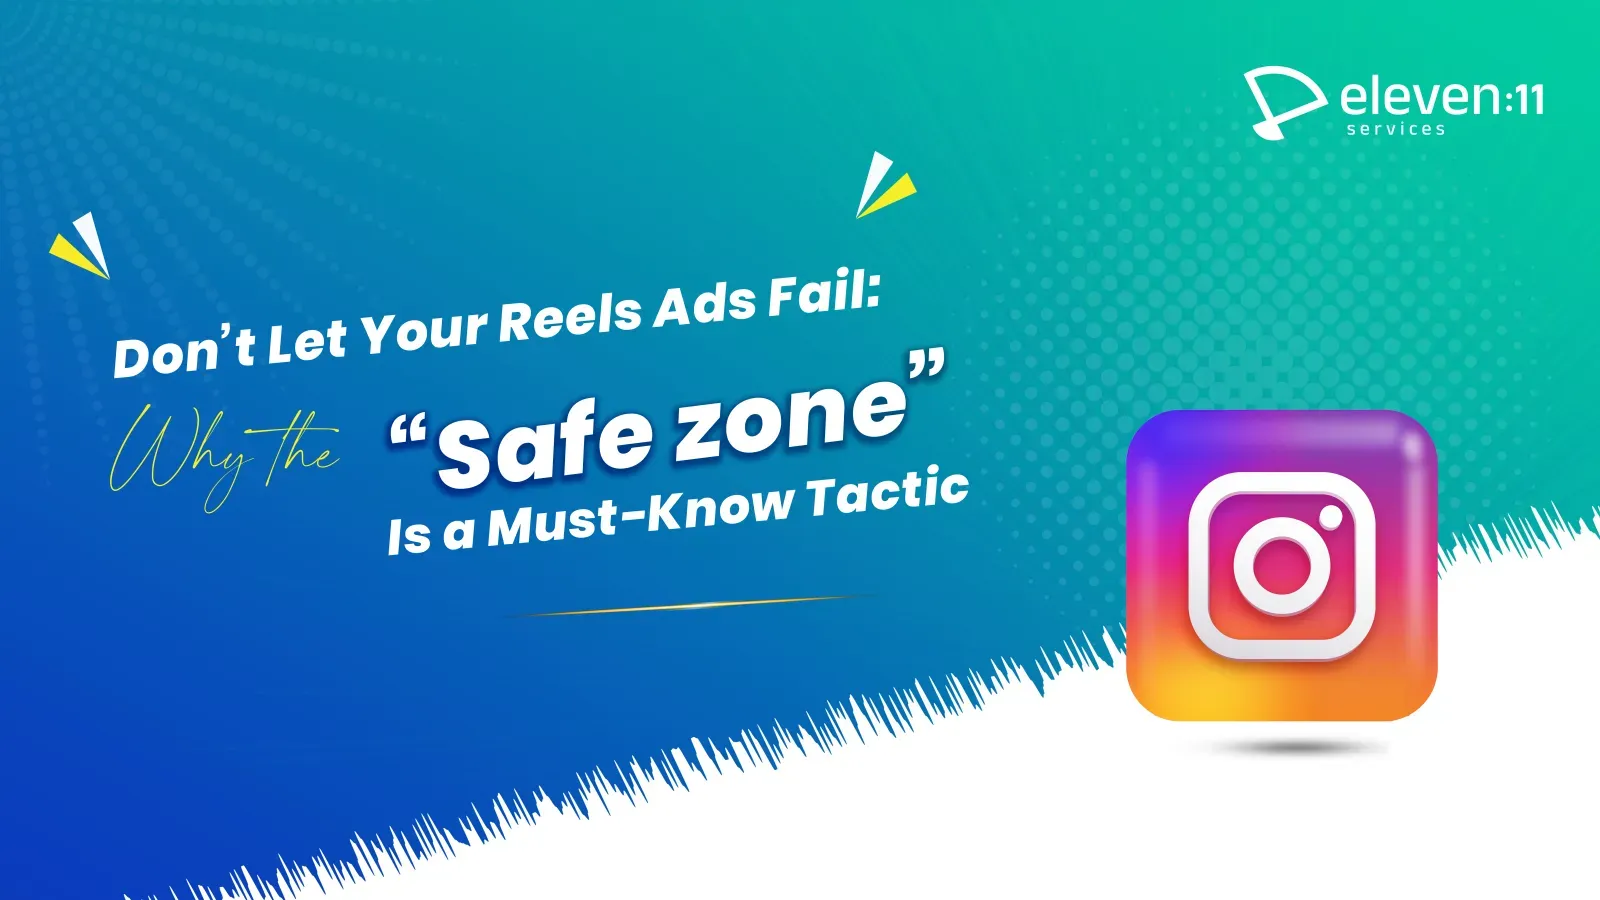 eleven:11
services
Don’t Let Your Reels Ads Fail:
Why the “Safe zone”
Is a Must-Know Tactic